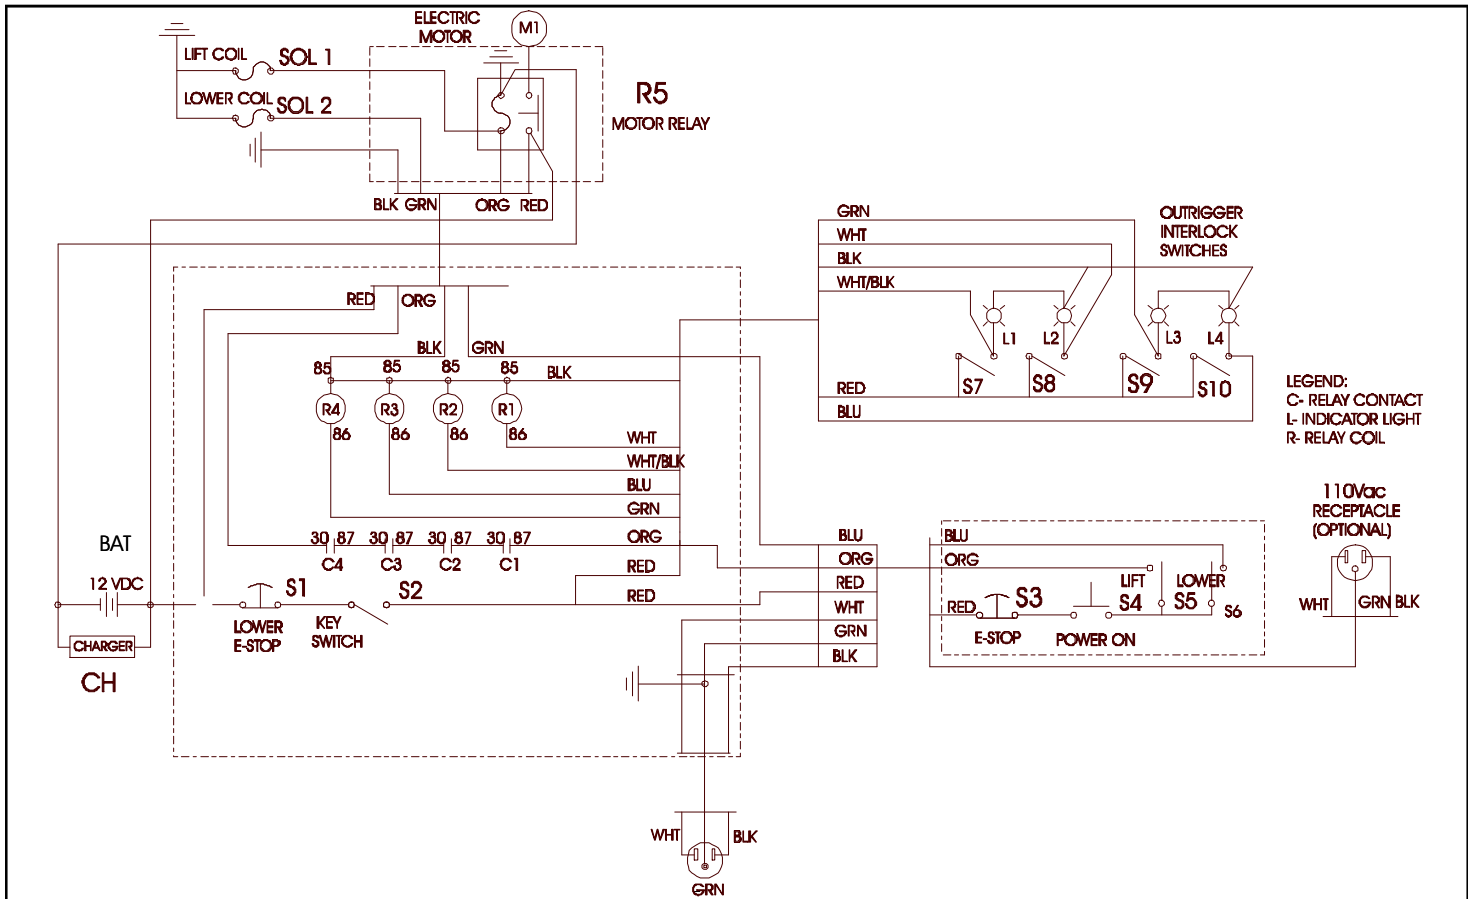 ELECTRIC
MOTOR
M1
LIFT COIL
SOL 1
LOWER COIL
SOL 2
R5
MOTOR RELAY
BLK GRN
ORG RED
GRN
WHT
BLK
WHT/BLK
OUTRIGGER
INTERLOCK
SWITCHES
L1
L2
L3
L4
S7
S8
S9
S10
RED
BLU
LEGEND:
C- RELAY CONTACT
L- INDICATOR LIGHT
R- RELAY COIL
RED
ORG
BLK
GRN
85
85
85
85
BLK
R4
R3
R2
R1
86
86
86
86
WHT
WHT/BLK
BLU
GRN
ORG
RED
RED
30 87
30 87
30 87
30 87
C4
C3
C2
C1
BAT
12 VDC
CHARGER
CH
S1
LOWER
E-STOP
S2
KEY
SWITCH
BLU
ORG
RED
WHT
GRN
BLK
BLU
ORG
RED
S3
E-STOP
POWER ON
LIFT
S4
LOWER
S5
S6
110Vac
RECEPTACLE
(OPTIONAL)
WHT
GRN BLK
WHT
BLK
GRN